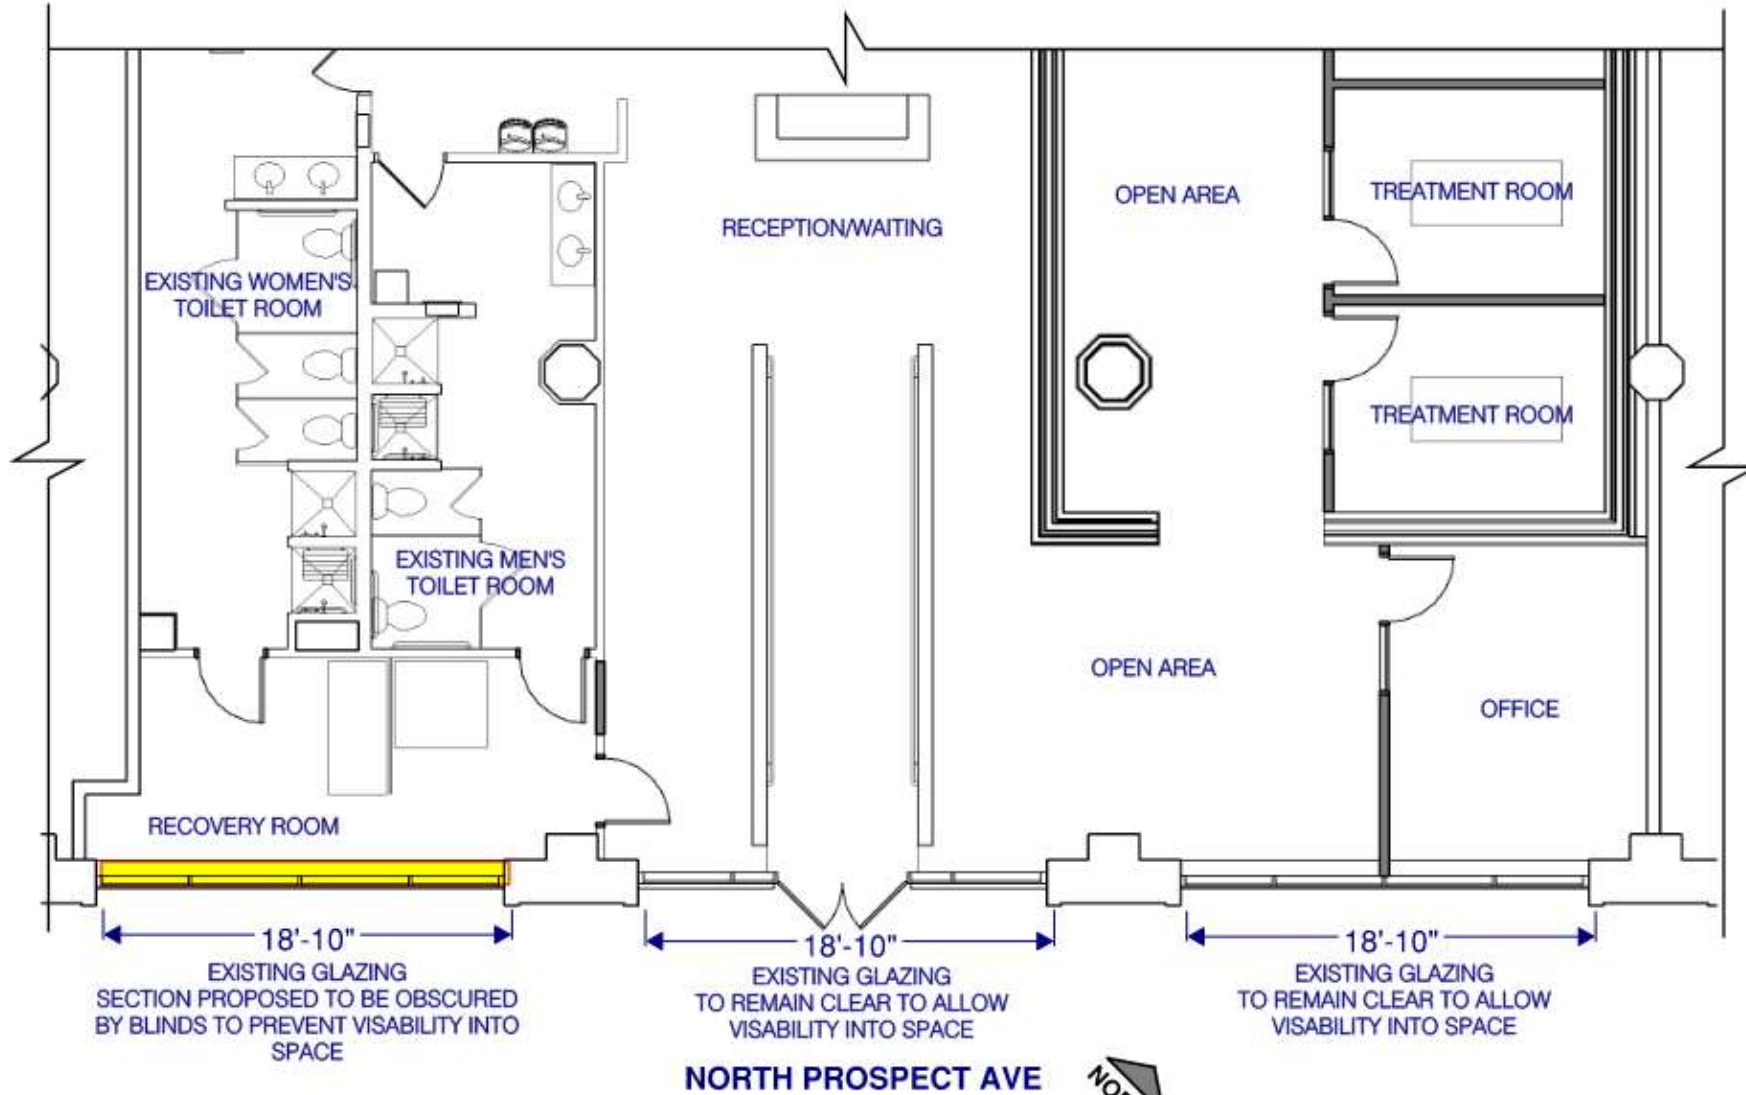 OPEN AREA
TREATMENT ROOM
RECEPTION/WAITING
EXISTING WOMEN'S
TOILET ROOM
TREATMENT ROOM
EXISTING MEN'S
TOILET ROOM
OPEN AREA
OFFICE
RECOVERY ROOM
18'-10"
EXISTING GLAZING
SECTION PROPOSED TO BE OBSCURED
BY BLINDS TO PREVENT VISABILITY INTO
SPACE
18'-10"
EXISTING GLAZING
TO REMAIN CLEAR TO ALLOW
VISABILITY INTO SPACE
18'-10"
EXISTING GLAZING
TO REMAIN CLEAR TO ALLOW
VISABILITY INTO SPACE
NORTH PROSPECT AVE